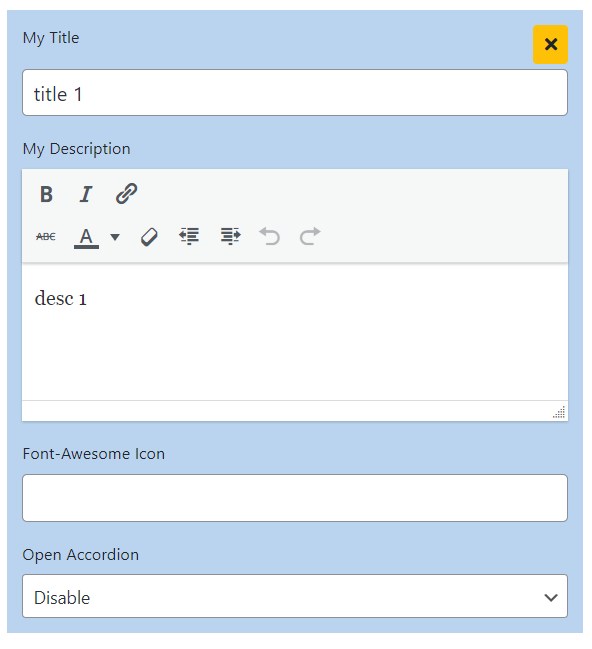 My Title
title 1
My Description
B I
ABC A
desc 1
Font-Awesome Icon
Open Accordion
Disable